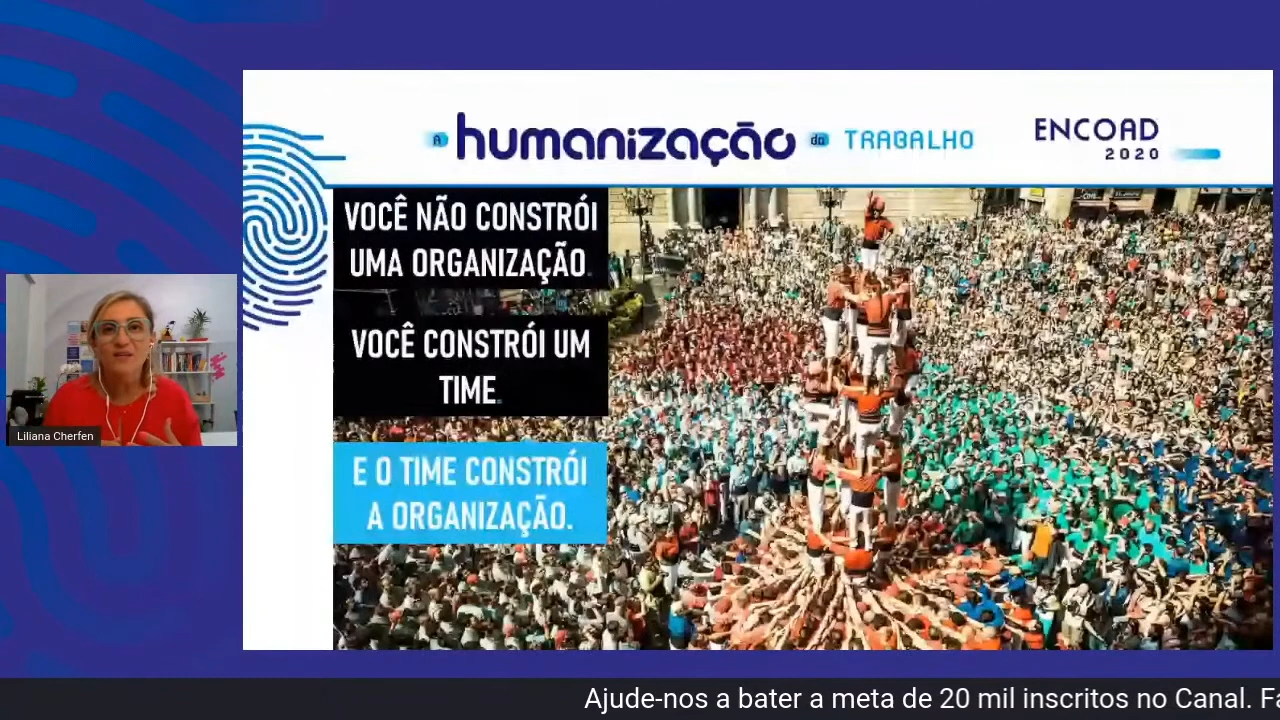 A humanização do TRABALHO
ENCOAD
2020
VOCÊ NÃO CONSTRÓI
UMA ORGANIZAÇÃO.
VOCÊ CONSTRÓI UM
TIME.
E O TIME CONSTRÓI
A ORGANIZAÇÃO.
Liliana Cherfen
Ajude-nos a bater a meta de 20 mil inscritos no Canal. Fa